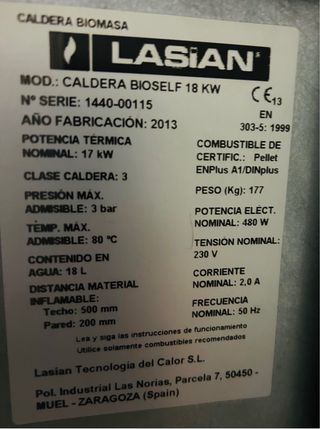 CALDERA BIOMASA
LASiAN
MOD.: CALDERA BIOSELF 18 KW
Nº SERIE: 1440-00115
AÑO FABRICACIÓN: 2013
CE 13
EN
303-5: 1999
POTENCIA TÉRMICA
NOMINAL: 17 kW
CLASE CALDERA: 3
PRESIÓN MÁX.
ADMISIBLE: 3 bar
TEMP. MÁX.
ADMISIBLE: 80 ºC
CONTENIDO EN
AGUA: 18 L
DISTANCIA MATERIAL
INFLAMABLE:
Techo: 500 mm
Pared: 200 mm
COMBUSTIBLE DE
CERTIFIC.: Pellet
ENPlus A1/DINplus
PESO (Kg): 177
POTENCIA ELÉCT.
NOMINAL: 480 W
TENSIÓN NOMINAL:
230 V
CORRIENTE
NOMINAL: 2,0 A
FRECUENCIA
NOMINAL: 50 Hz
Lea y siga las instrucciones de funcionamiento
Utilice solamente combustibles recomendados
Lasian Tecnología del Calor S.L.
Pol. Industrial Las Norias, Parcela 7, 50450 -
MUEL - ZARAGOZA (Spain)